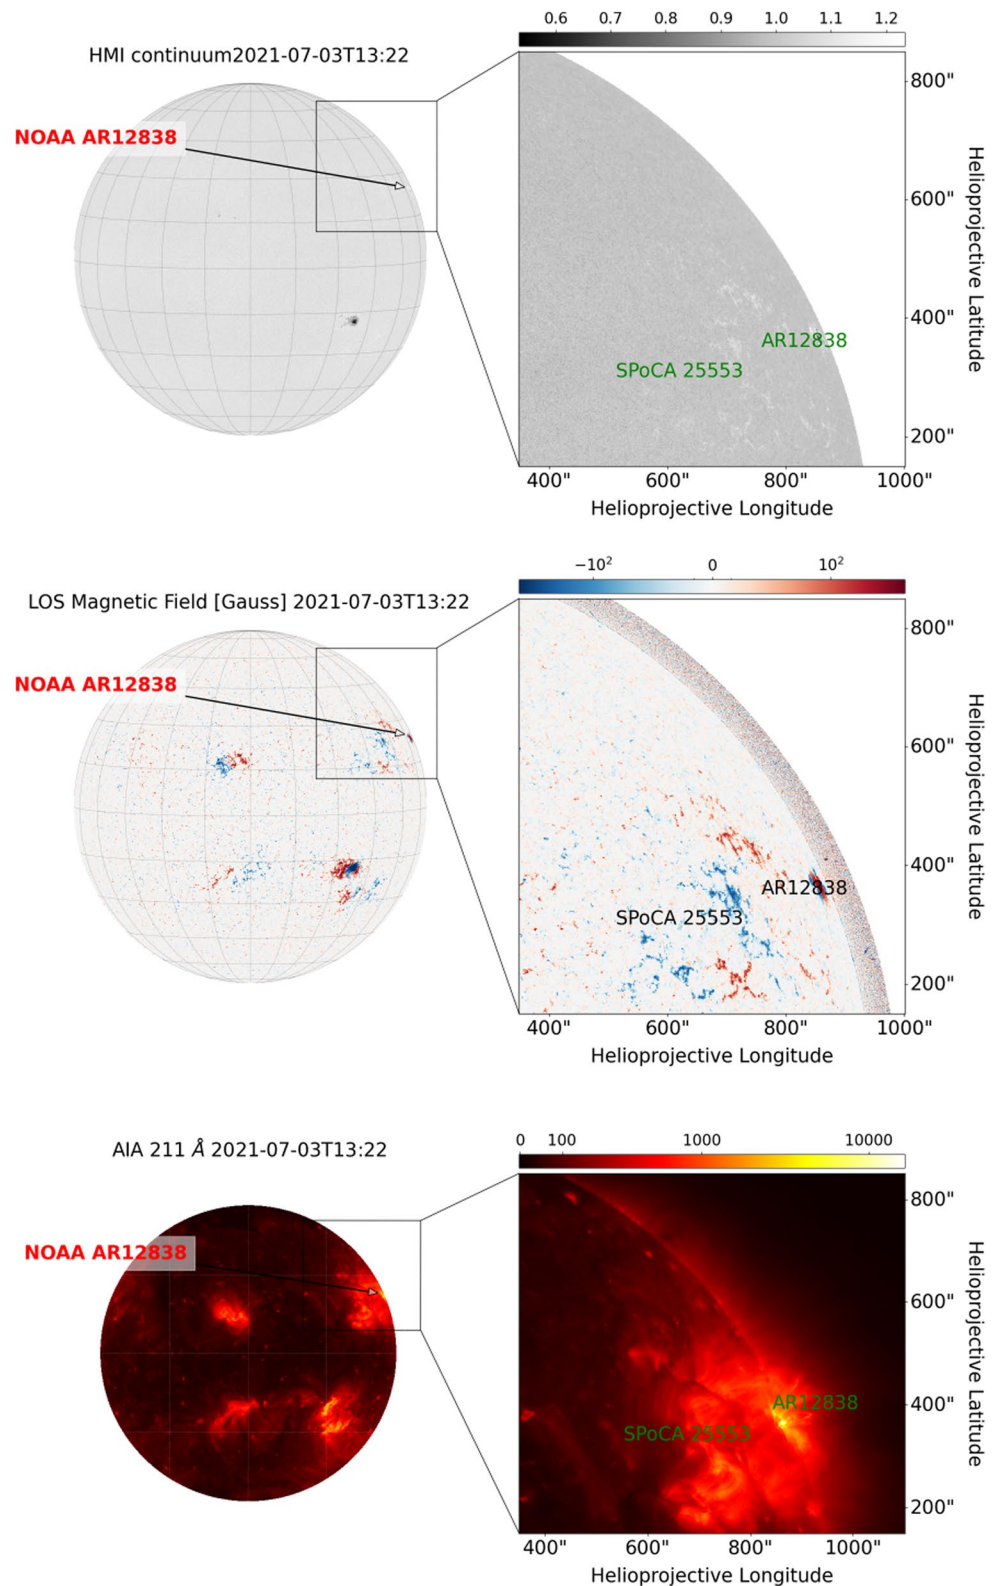 0.6 0.7 0.8 0.9 1.0 1.1 1.2
HMI continuum2021-07-03T13:22
NOAA AR12838
800"
600"
400"
200"
Helioprojective Latitude
AR12838
SPoCA 25553
400" 600" 800" 1000"
Helioprojective Longitude
−10² 0 10²
LOS Magnetic Field [Gauss] 2021-07-03T13:22
NOAA AR12838
800"
600"
400"
200"
Helioprojective Latitude
AR12838
SPoCA 25553
400" 600" 800" 1000"
Helioprojective Longitude
0 100 1000 10000
AIA 211 Å 2021-07-03T13:22
NOAA AR12838
800"
600"
400"
200"
Helioprojective Latitude
AR12838
SPoCA 25553
400" 600" 800" 1000"
Helioprojective Longitude